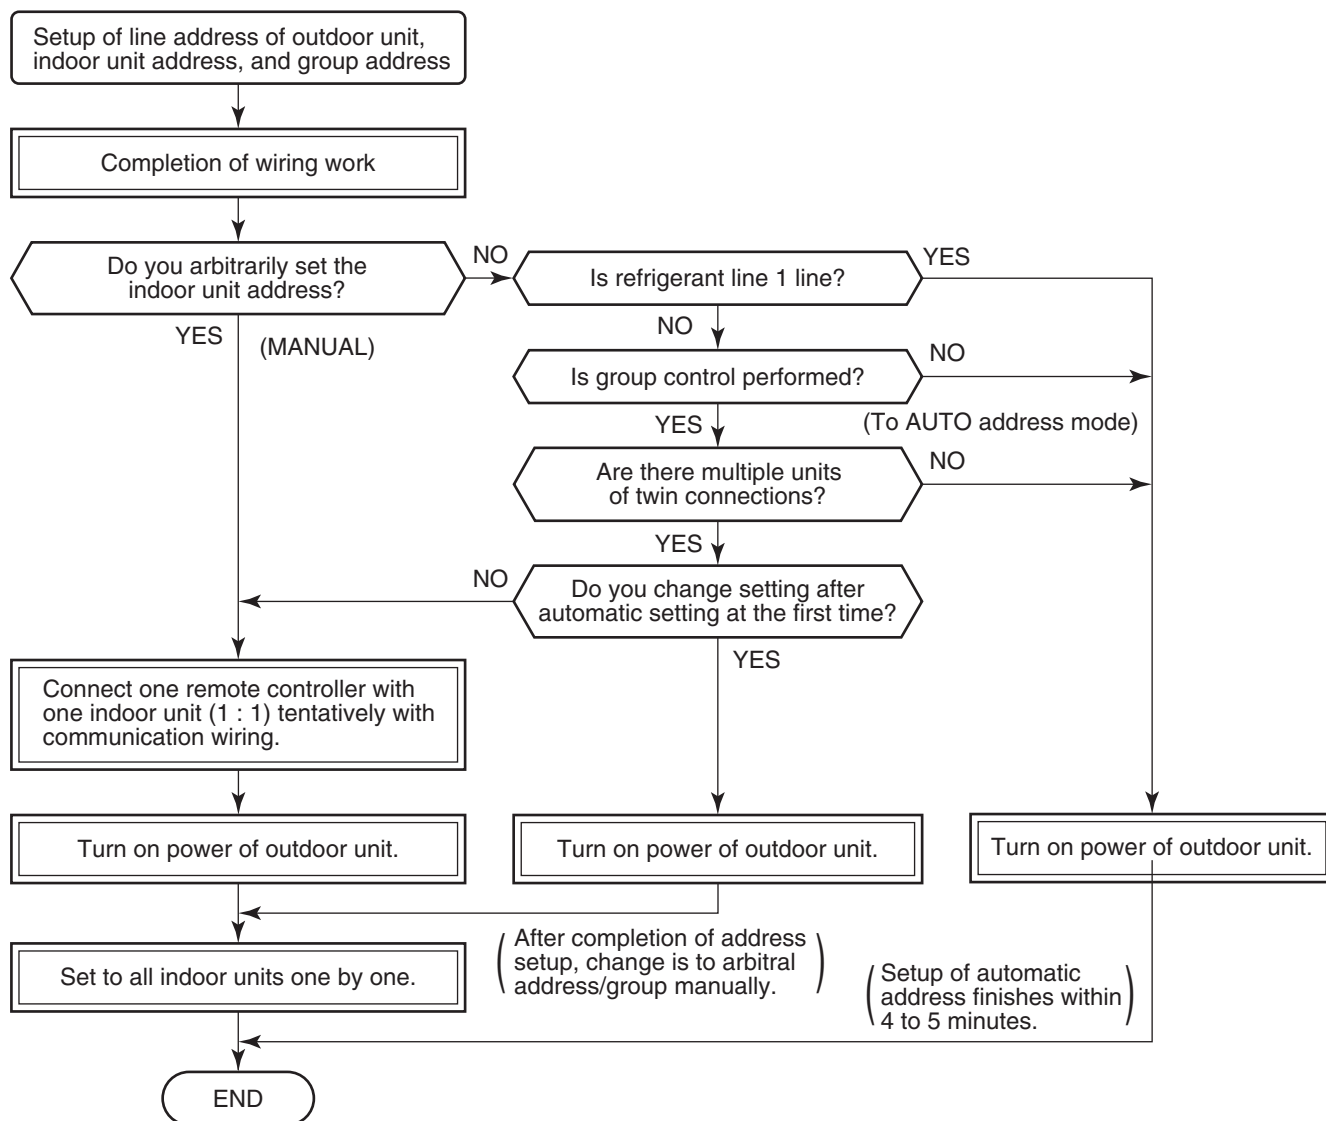 Setup of line address of outdoor unit,
indoor unit address, and group address
Completion of wiring work
Do you arbitrarily set the
indoor unit address?
NO
YES
(MANUAL)
Is refrigerant line 1 line?
YES
NO
Is group control performed?
NO
YES
(To AUTO address mode)
Are there multiple units
of twin connections?
NO
YES
Do you change setting after
automatic setting at the first time?
NO
YES
Connect one remote controller with
one indoor unit (1 : 1) tentatively with
communication wiring.
Turn on power of outdoor unit.
Turn on power of outdoor unit.
Turn on power of outdoor unit.
(After completion of address
setup, change is to arbitral
address/group manually.)
Set to all indoor units one by one.
(Setup of automatic
address finishes within
4 to 5 minutes.)
END